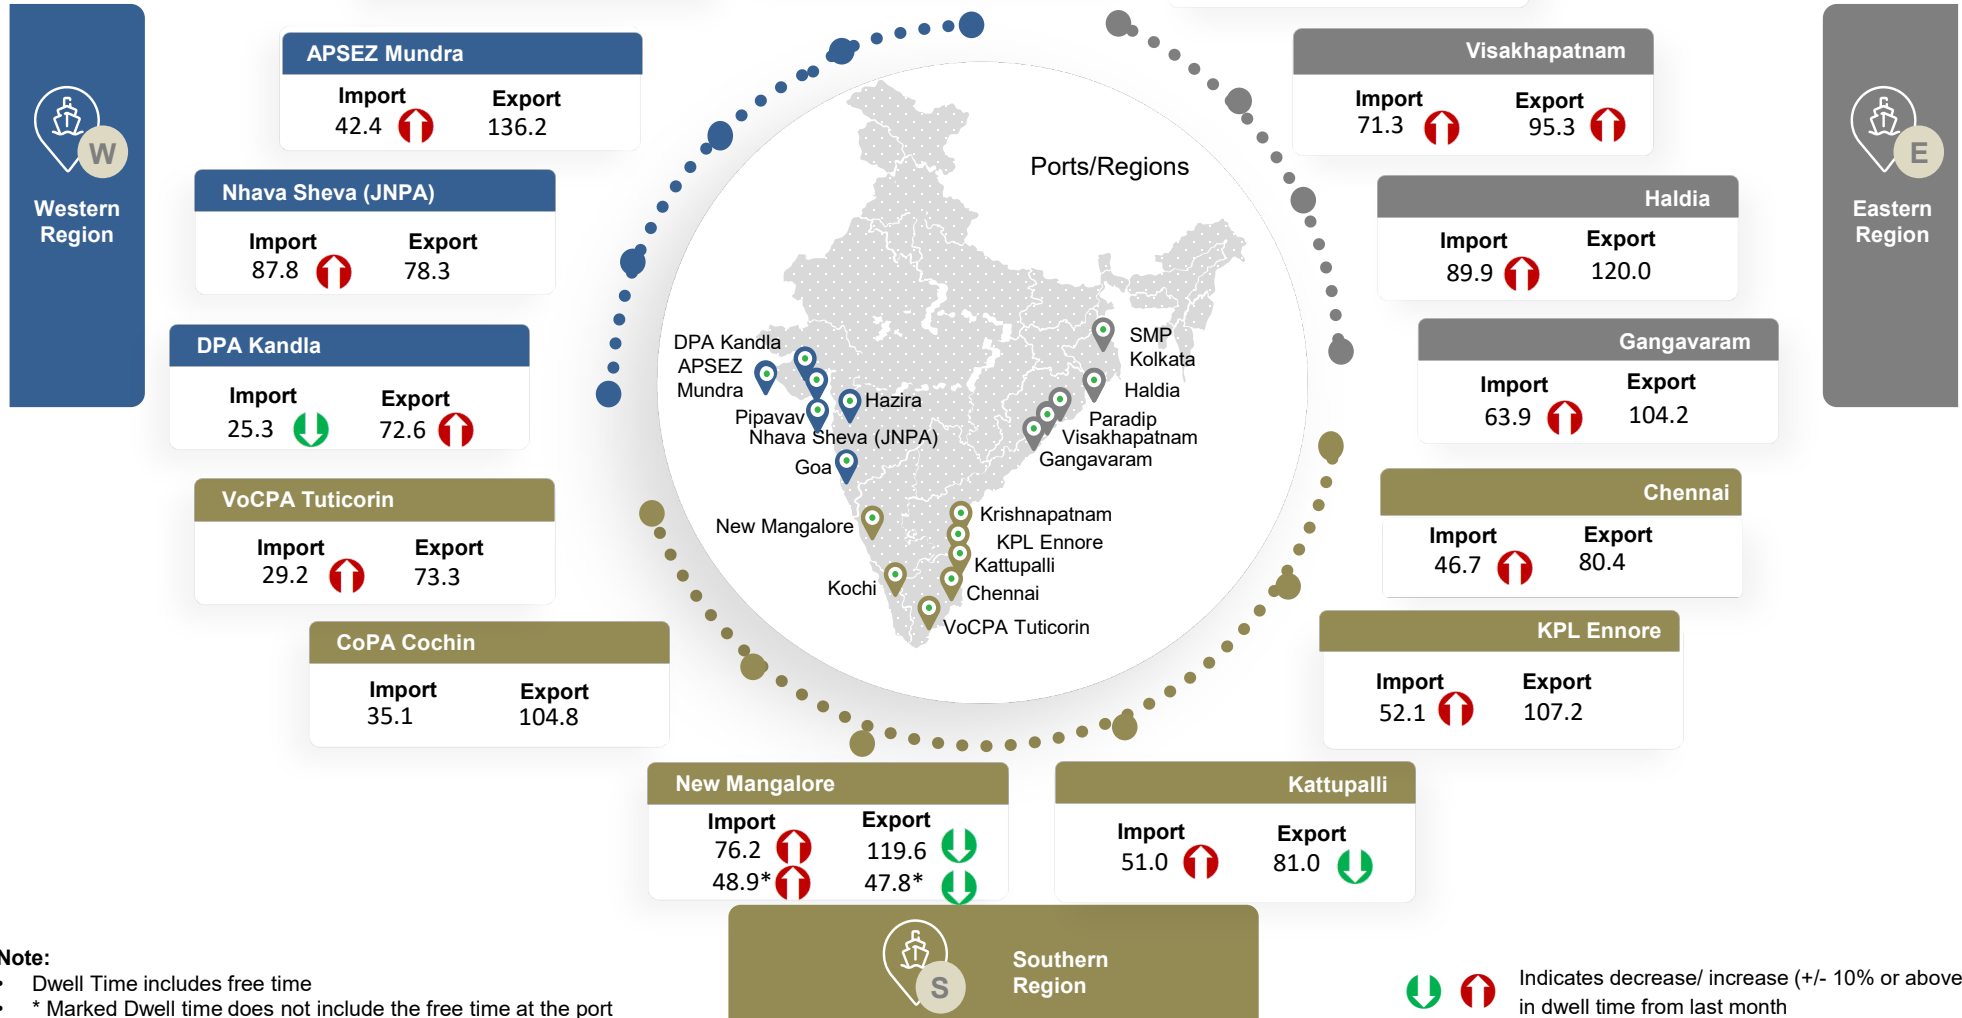 W
Western
Region
APSEZ Mundra
Import Export
42.4 136.2
Nhava Sheva (JNPA)
Import Export
87.8 78.3
DPA Kandla
Import Export
25.3 72.6
VoCPA Tuticorin
Import Export
29.2 73.3
CoPA Cochin
Import Export
35.1 104.8
New Mangalore
Import Export
76.2 119.6
48.9* 47.8*
Ports/Regions
DPA Kandla
APSEZ
Mundra
Pipavav
Hazira
Nhava Sheva (JNPA)
Goa
New Mangalore
Kochi
SMP
Kolkata
Haldia
Paradip
Visakhapatnam
Gangavaram
Krishnapatnam
KPL Ennore
Kattupalli
Chennai
VoCPA Tuticorin
Visakhapatnam
Import Export
71.3 95.3
Haldia
Import Export
89.9 120.0
Gangavaram
Import Export
63.9 104.2
Chennai
Import Export
46.7 80.4
KPL Ennore
Import Export
52.1 107.2
Kattupalli
Import Export
51.0 81.0
E
Eastern
Region
S
Southern
Region
Note:
• Dwell Time includes free time
• * Marked Dwell time does not include the free time at the port
Indicates decrease/ increase (+/- 10% or above
in dwell time from last month